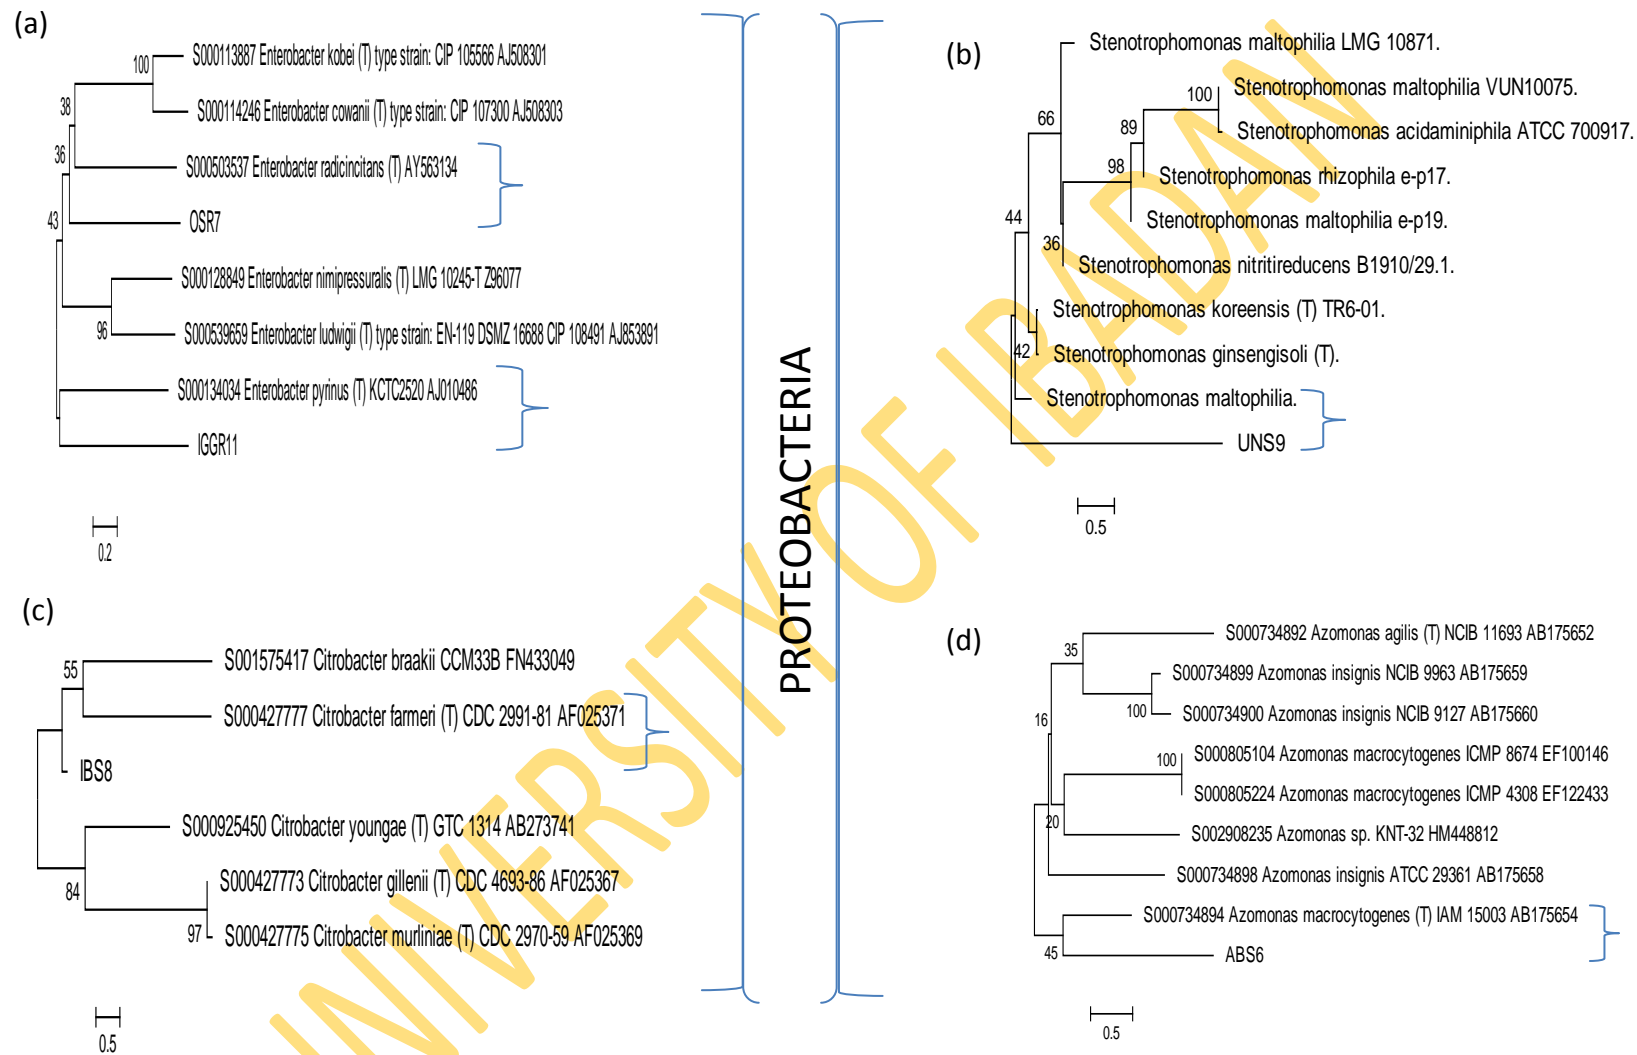 (a)
100
S000113887 Enterobacter kobei (T) type strain: CIP 105566 AJ508301
S000114246 Enterobacter cowanii (T) type strain: CIP 107300 AJ508303
38
36
S000503537 Enterobacter radicincitans (T) AY563134
OSR7
43
S000128849 Enterobacter nimipressuralis (T) LMG 10245-T Z96077
96
S000539659 Enterobacter ludwigii (T) type strain: EN-119 DSMZ 16688 CIP 108491 AJ853891
S000134034 Enterobacter pyrinus (T) KCTC2520 AJ010486
IGGR11
0.2
(b)
Stenotrophomonas maltophilia LMG 10871.
100
Stenotrophomonas maltophilia VUN10075.
66
89
Stenotrophomonas acidaminiphila ATCC 700917.
98
Stenotrophomonas rhizophila e-p17.
44
Stenotrophomonas maltophilia e-p19.
36
Stenotrophomonas nitritireducens B1910/29.1.
Stenotrophomonas koreensis (T) TR6-01.
42
Stenotrophomonas ginsengisoli (T).
Stenotrophomonas maltophilia.
UNS9
0.5
PROTEOBACTERIA
(c)
55
S001575417 Citrobacter braakii CCM33B FN433049
S000427777 Citrobacter farmeri (T) CDC 2991-81 AF025371
IBS8
S000925450 Citrobacter youngae (T) GTC 1314 AB273741
84
S000427773 Citrobacter gillenii (T) CDC 4693-86 AF025367
97
S000427775 Citrobacter murliniae (T) CDC 2970-59 AF025369
0.5
(d)
S000734892 Azomonas agilis (T) NCIB 11693 AB175652
35
S000734899 Azomonas insignis NCIB 9963 AB175659
100
S000734900 Azomonas insignis NCIB 9127 AB175660
16
100
S000805104 Azomonas macrocytogenes ICMP 8674 EF100146
S000805224 Azomonas macrocytogenes ICMP 4308 EF122433
20
S002908235 Azomonas sp. KNT-32 HM448812
S000734898 Azomonas insignis ATCC 29361 AB175658
S000734894 Azomonas macrocytogenes (T) IAM 15003 AB175654
45
ABS6
0.5
UNIVERSITY OF IBADAN